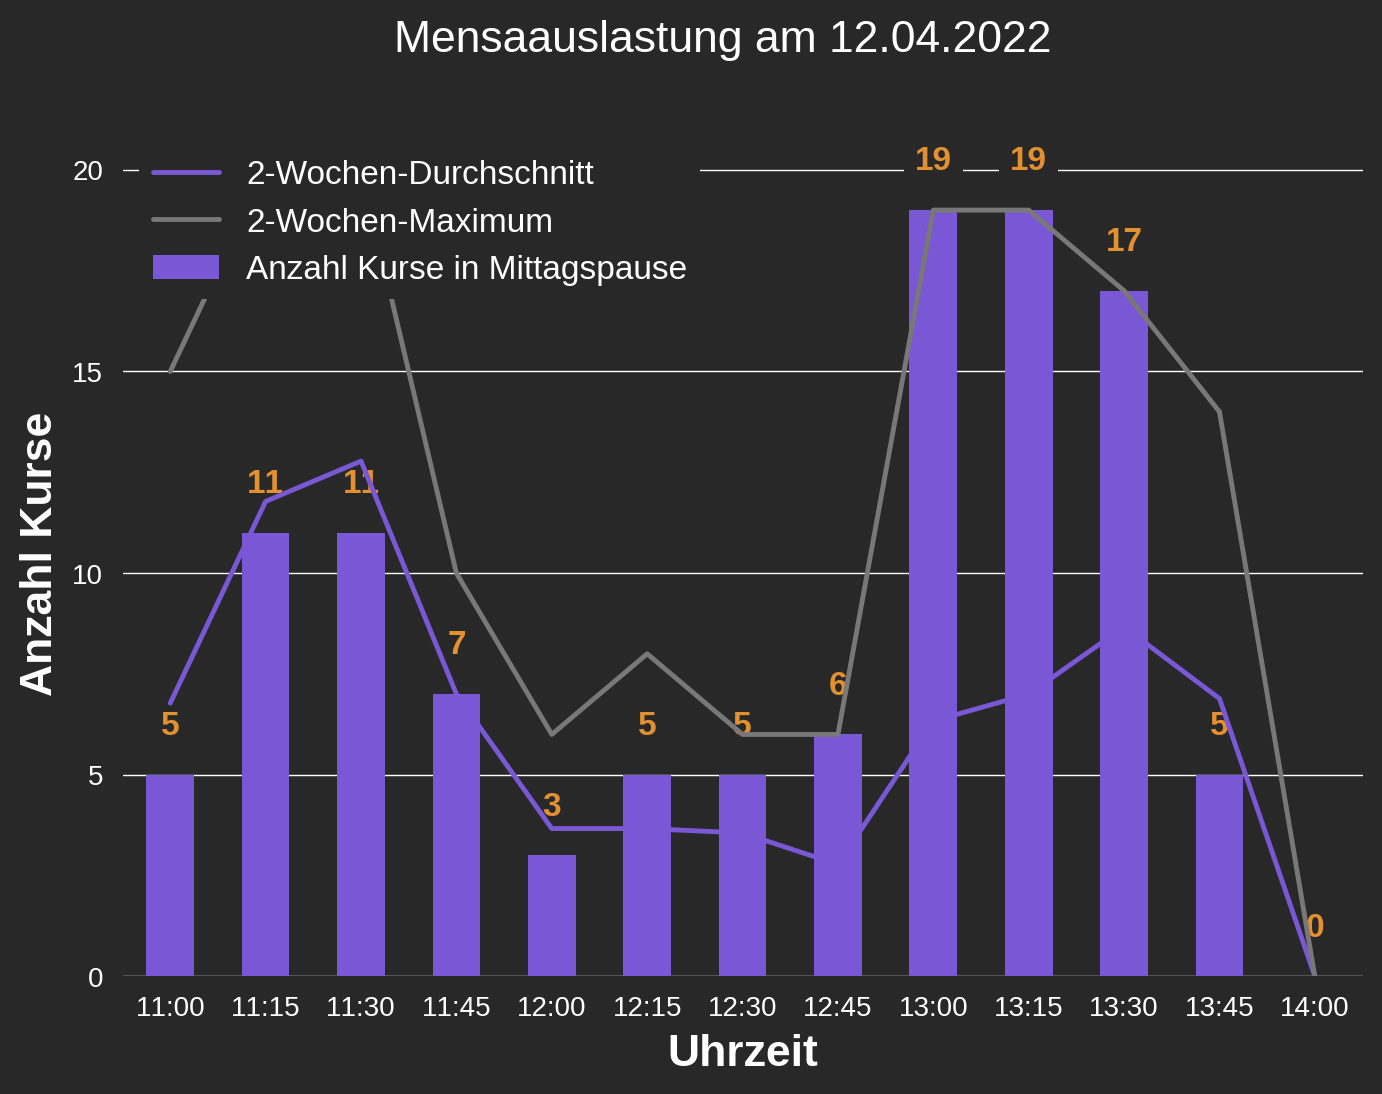 Mensaauslastung am 12.04.2022
2-Wochen-Durchschnitt
2-Wochen-Maximum
Anzahl Kurse in Mittagspause
Anzahl Kurse
20
15
10
5
0
5
11
11
7
3
5
5
6
19
19
17
5
0
11:00 11:15 11:30 11:45 12:00 12:15 12:30 12:45 13:00 13:15 13:30 13:45 14:00
Uhrzeit